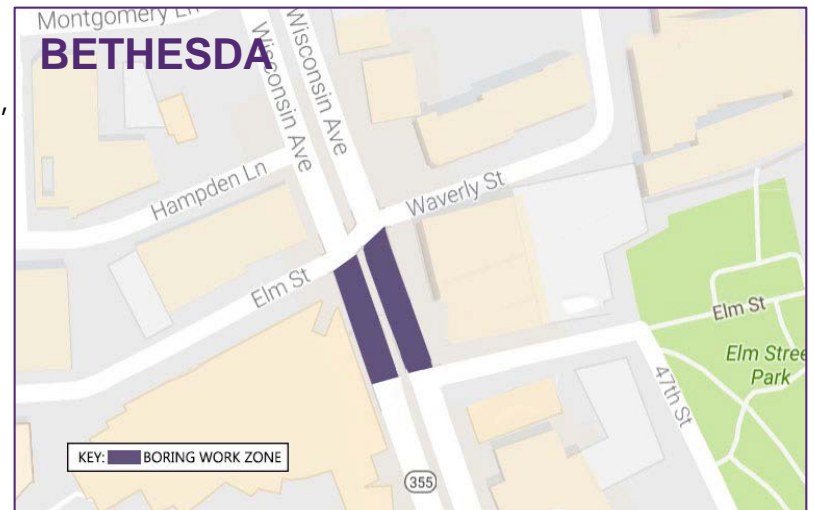 Montgomery Ln
BETHESDA
Wisconsin Ave
Wisconsin Ave
,
Hampden Ln
Waverly St
Elm St
Elm St
Elm Stree
Park
47th St
KEY: BORING WORK ZONE
355